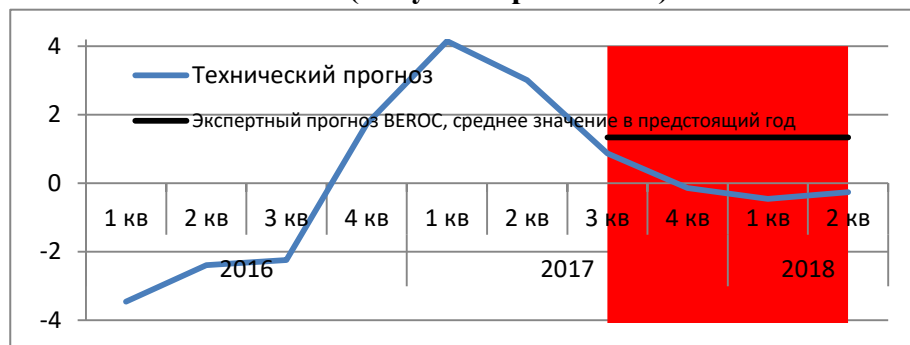 4
Технический прогноз
2
Экспертный прогноз BEROC, среднее значение в предстоящий год
0
1 кв 2 кв 3 кв 4 кв 1 кв 2 кв 3 кв 4 кв 1 кв 2 кв
-2
2016 2017 2018
-4